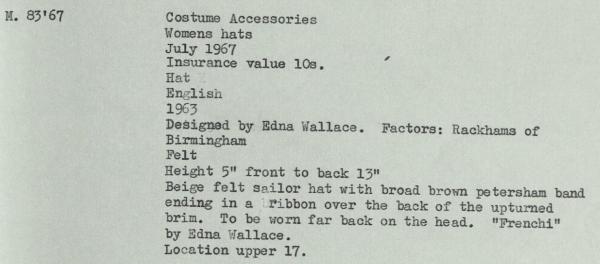 M. 83'67 Costume Accessories
Womens hats
July 1967
Insurance value 10s.
Hat
English
1963
Designed by Edna Wallace. Factors: Rackhams of
Birmingham
Felt
Height 5" front to back 13"
Beige felt sailor hat with broad brown petersham band
ending in a ribbon over the back of the upturned
brim. To be worn far back on the head. "Frenchi"
by Edna Wallace.
Location upper 17.